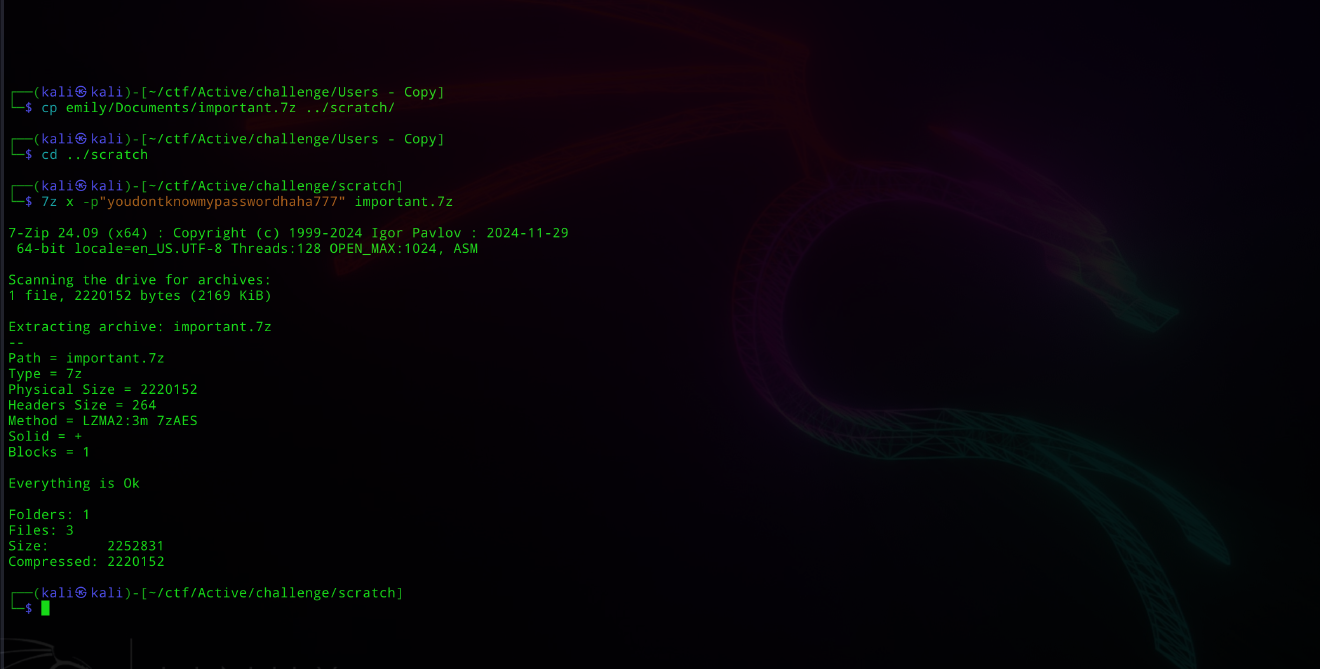 ┌──(kali㉿kali)-[~/ctf/Active/challenge/Users - Copy]
└─$ cp emily/Documents/important.7z ../scratch/
┌──(kali㉿kali)-[~/ctf/Active/challenge/Users - Copy]
└─$ cd ../scratch
┌──(kali㉿kali)-[~/ctf/Active/challenge/scratch]
└─$ 7z x -p"youdontknowmypasswordhaha777" important.7z
7-Zip 24.09 (x64) : Copyright (c) 1999-2024 Igor Pavlov : 2024-11-29
 64-bit locale=en_US.UTF-8 Threads:128 OPEN_MAX:1024, ASM
Scanning the drive for archives:
1 file, 2220152 bytes (2169 KiB)
Extracting archive: important.7z
--
Path = important.7z
Type = 7z
Physical Size = 2220152
Headers Size = 264
Method = LZMA2:3m 7zAES
Solid = +
Blocks = 1
Everything is Ok
Folders: 1
Files: 3
Size:       2252831
Compressed: 2220152
┌──(kali㉿kali)-[~/ctf/Active/challenge/scratch]
└─$